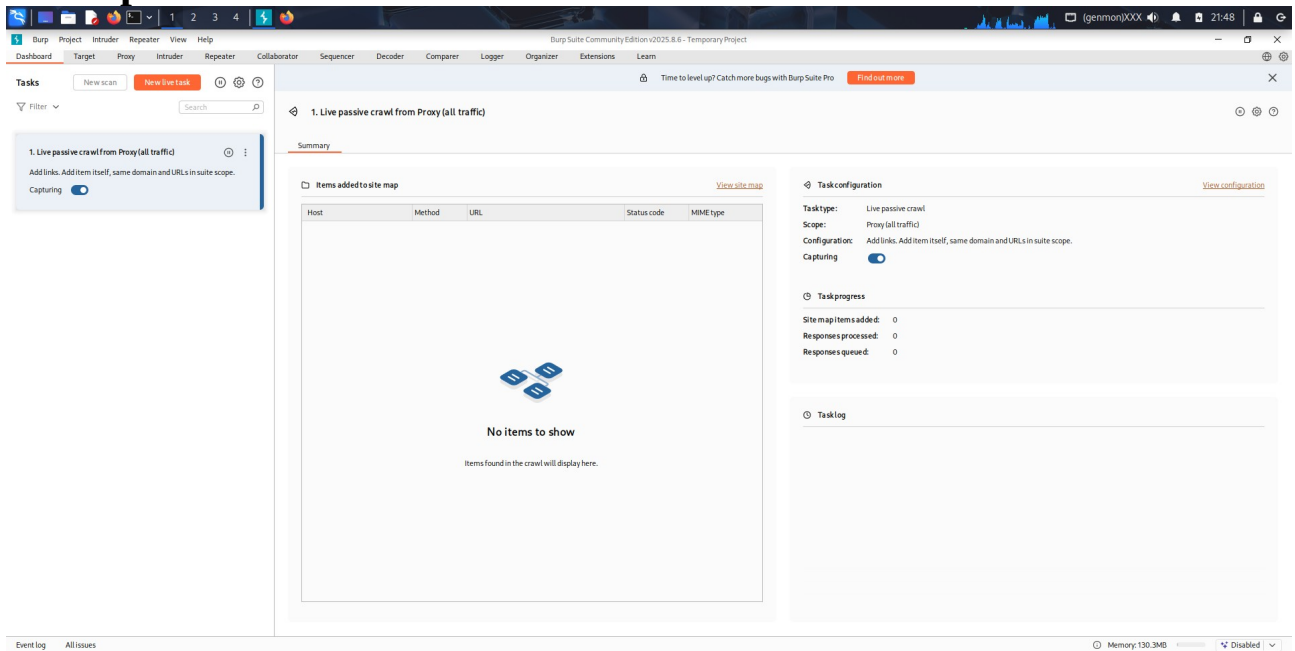 1 2 3 4 (genmon)XXX 21:48
Burp Project Intruder Repeater View Help Burp Suite Community Edition v2025.8.6 - Temporary Project
Dashboard Target Proxy Intruder Repeater Collaborator Sequencer Decoder Comparer Logger Organizer Extensions Learn
Tasks New scan New live task
Time to level up? Catch more bugs with Burp Suite Pro Find out more
Filter Search
1. Live passive crawl from Proxy (all traffic)
Summary
1. Live passive crawl from Proxy (all traffic)
Add links. Add item itself, same domain and URLs in suite scope.
Capturing
Items added to site map View site map
Host Method URL Status code MIME type
No items to show
Items found in the crawl will display here.
Task configuration View configuration
Task type: Live passive crawl
Scope: Proxy (all traffic)
Configuration: Add links. Add item itself, same domain and URLs in suite scope.
Capturing
Task progress
Site map items added: 0
Responses processed: 0
Responses queued: 0
Task log
Event log All issues Memory: 130.3MB Disabled